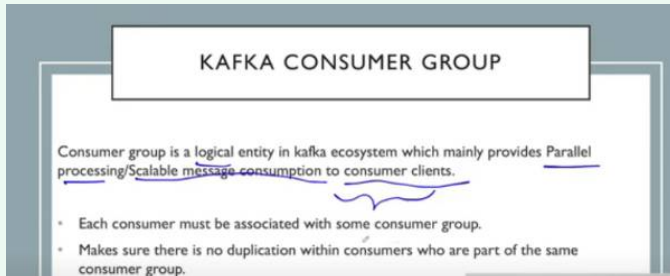 KAFKA CONSUMER GROUP
Consumer group is a logical entity in kafka ecosystem which mainly provides Parallel
processing/Scalable message consumption to consumer clients.
• Each consumer must be associated with some consumer group.
• Makes sure there is no duplication within consumers who are part of the same
consumer group.